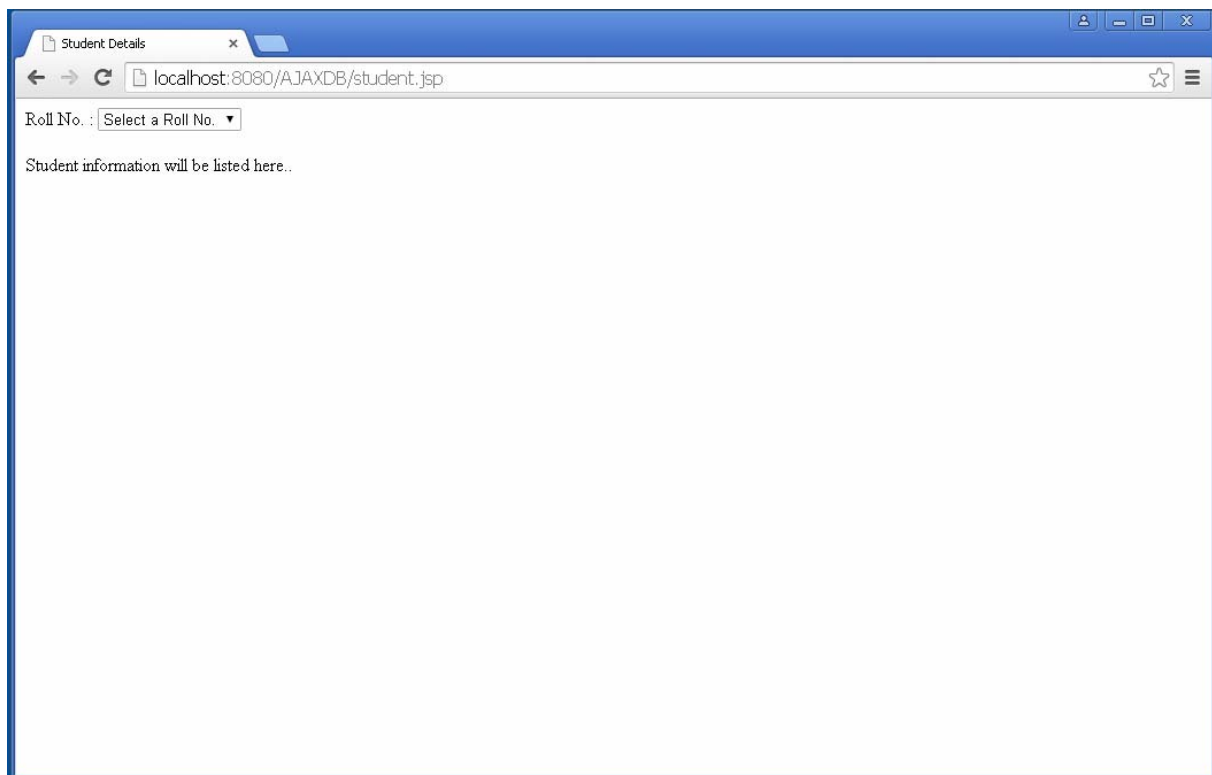 Student Details
localhost:8080/AJAXDB/student.jsp
Roll No. : Select a Roll No.
Student information will be listed here..